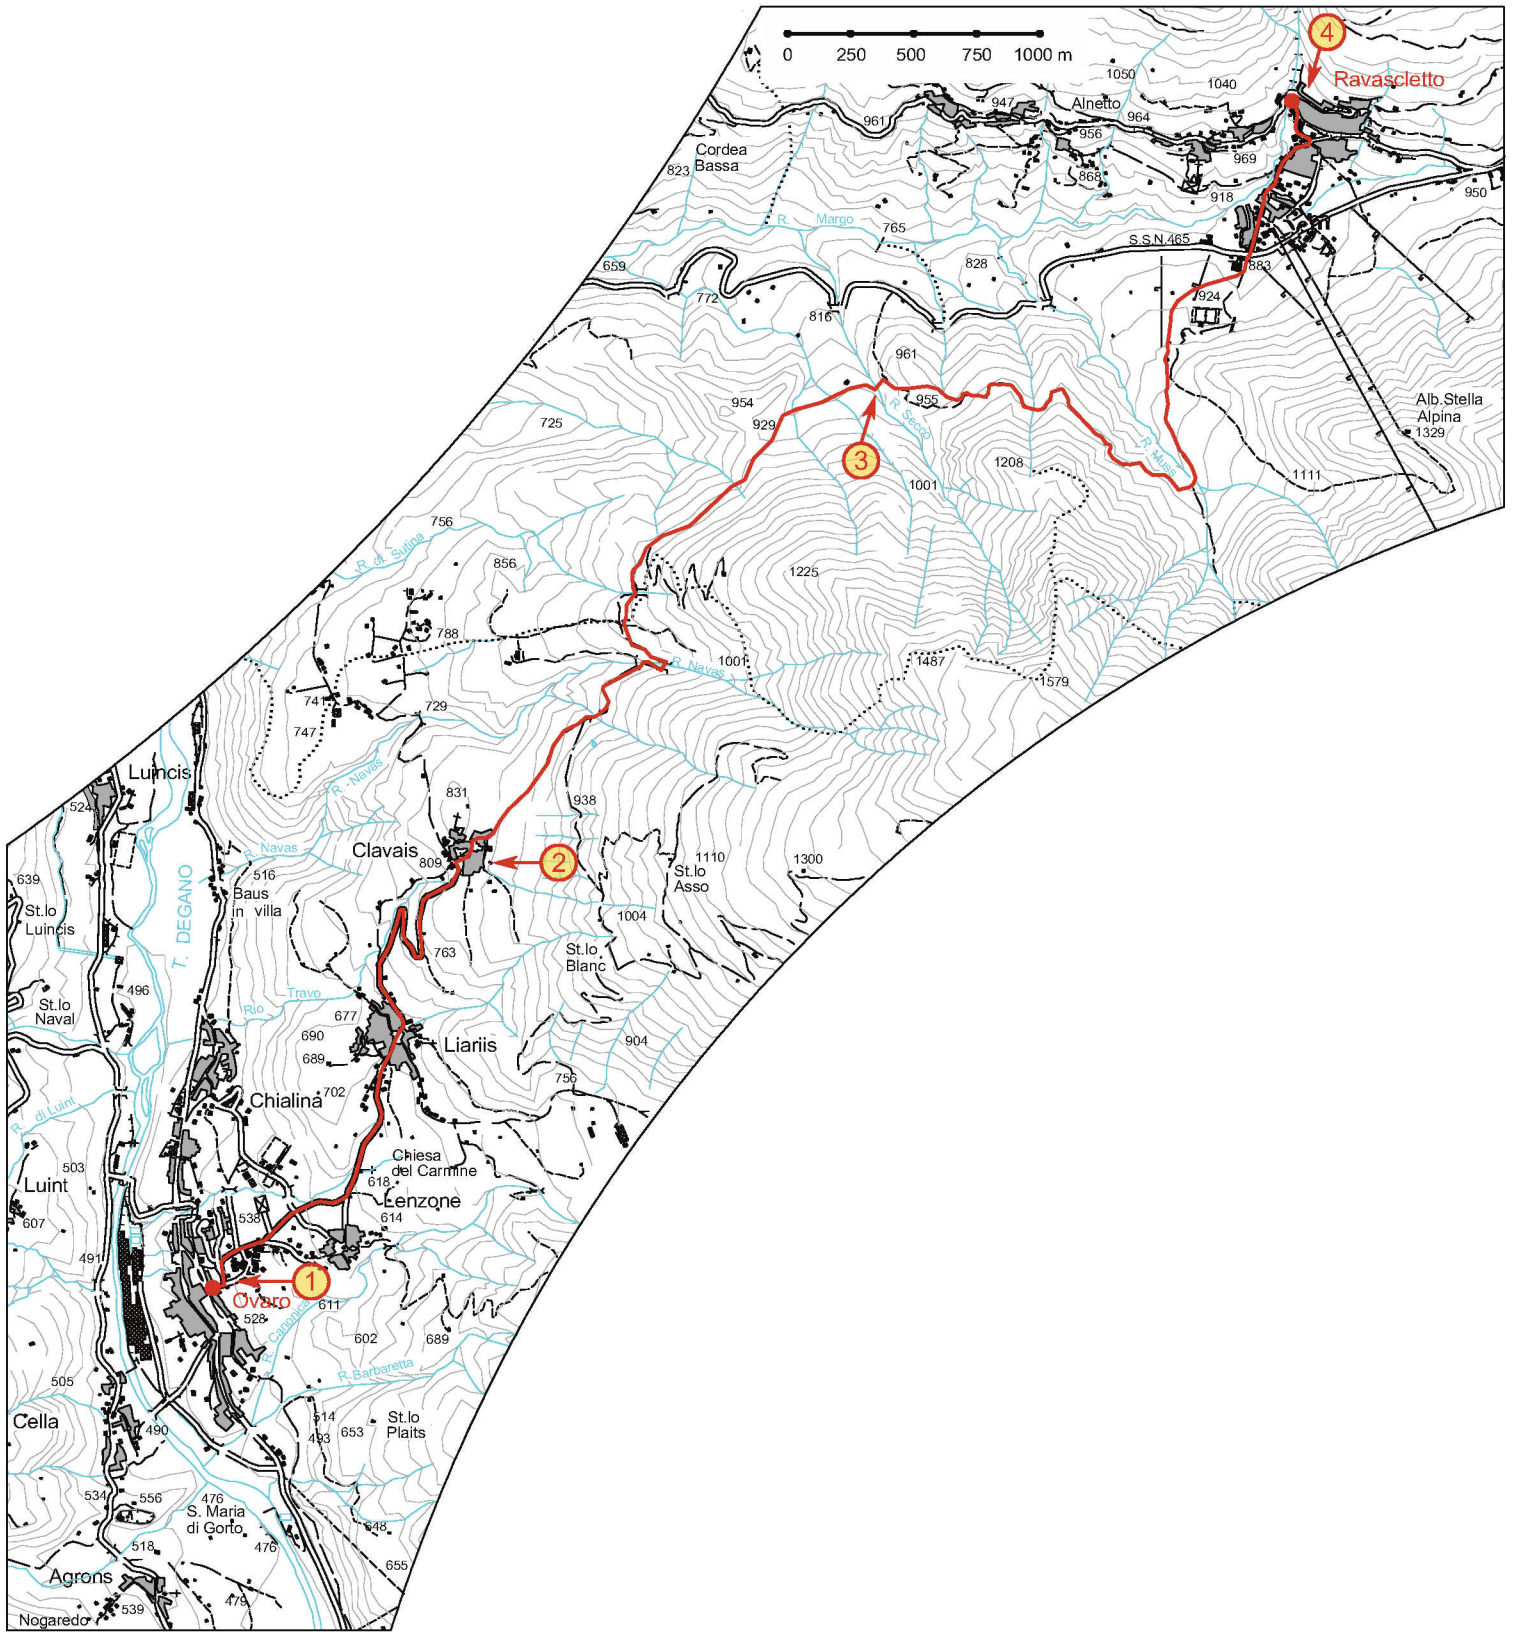 4
0 250 500 750 1000 m
Ravascletto
1050
1040
947
Alnetto
964
961
956
969
Cordea
Bassa
823
868
918
950
R. Margo
765
S.S.N.465
659
828
883
772
924
816
961
954
955
929
R. Secco
Alb.Stella
Alpina
1329
725
3
R. Muss
1208
1111
1001
756
R. di Sutina
856
1225
788
R. Navas
1001
1487
1579
741
729
747
Luincis
R. Navas
524
831
938
Clavais
809
2
R. Navas
516
1110
1300
St.lo
Asso
639
Baus
in villa
St.lo
Luincis
1004
T. DEGANO
763
St.lo
Blanc
496
Travo
Rio
St.lo
Naval
677
690
689
Liariis
904
756
702
Chialina
R. di Luint
Chiesa
del Carmine
618
503
Luint
Lenzone
614
607
538
491
1
Ovaro
611
528
R. Canonica
602
689
R. Barbaretta
505
514
St.lo
Plaits
Cella
653
493
490
534
556
476
S. Maria
di Gorto
648
518
476
655
Agrons
479
539
Nogaredo